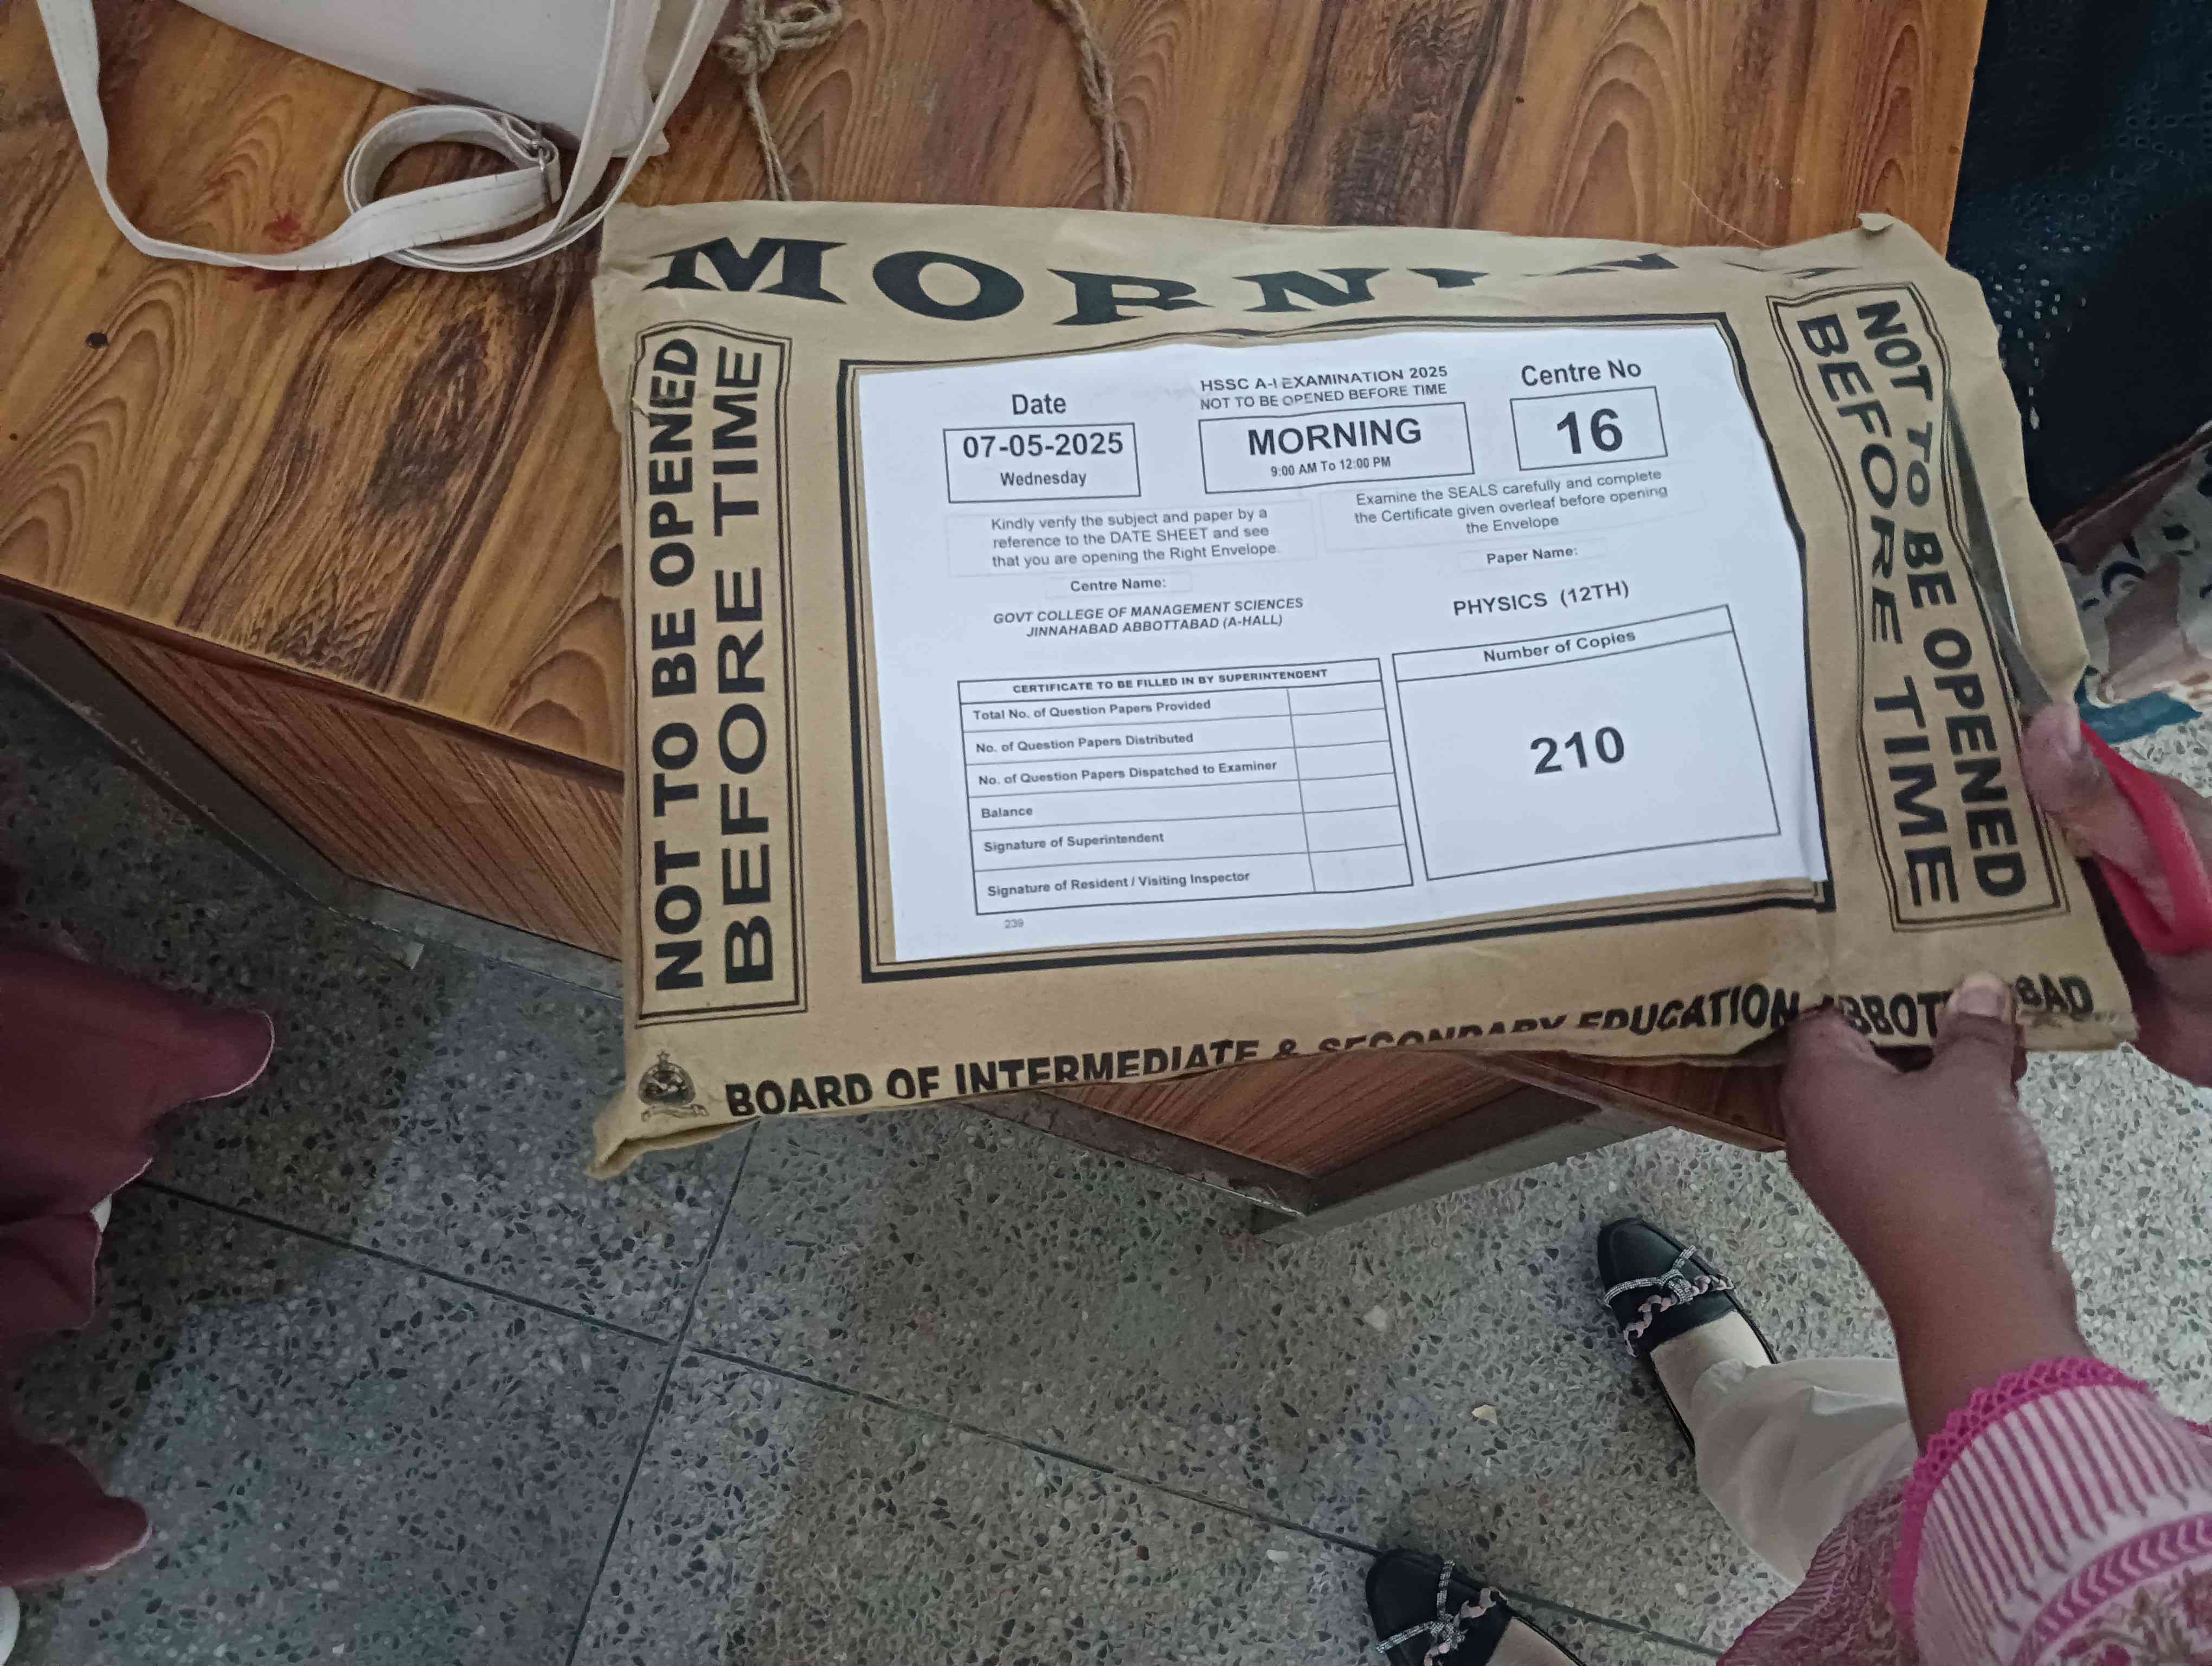 MORNIN
NOT TO BE OPENED
BEFORE TIME
Date
07-05-2025
Wednesday
HSSC A-I EXAMINATION 2025
NOT TO BE OPENED BEFORE TIME
MORNING
9:00 AM To 12:00 PM
Centre No
16
Kindly verify the subject and paper by a
reference to the DATE SHEET and see
that you are opening the Right Envelope
Examine the SEALS carefully and complete
the Certificate given overleaf before opening
the Envelope
Centre Name:
GOVT COLLEGE OF MANAGEMENT SCIENCES
JINNAHABAD ABBOTTABAD (A-HALL)
Paper Name:
PHYSICS (12TH)
CERTIFICATE TO BE FILLED IN BY SUPERINTENDENT
Total No. of Question Papers Provided
No. of Question Papers Distributed
No. of Question Papers Dispatched to Examiner
Balance
Signature of Superintendent
Signature of Resident / Visiting Inspector
Number of Copies
210
239
NOT TO BE OPENED
BEFORE TIME
BOARD OF INTERMEDIATE & SECONDARY EDUCATION ABBOTTABAD